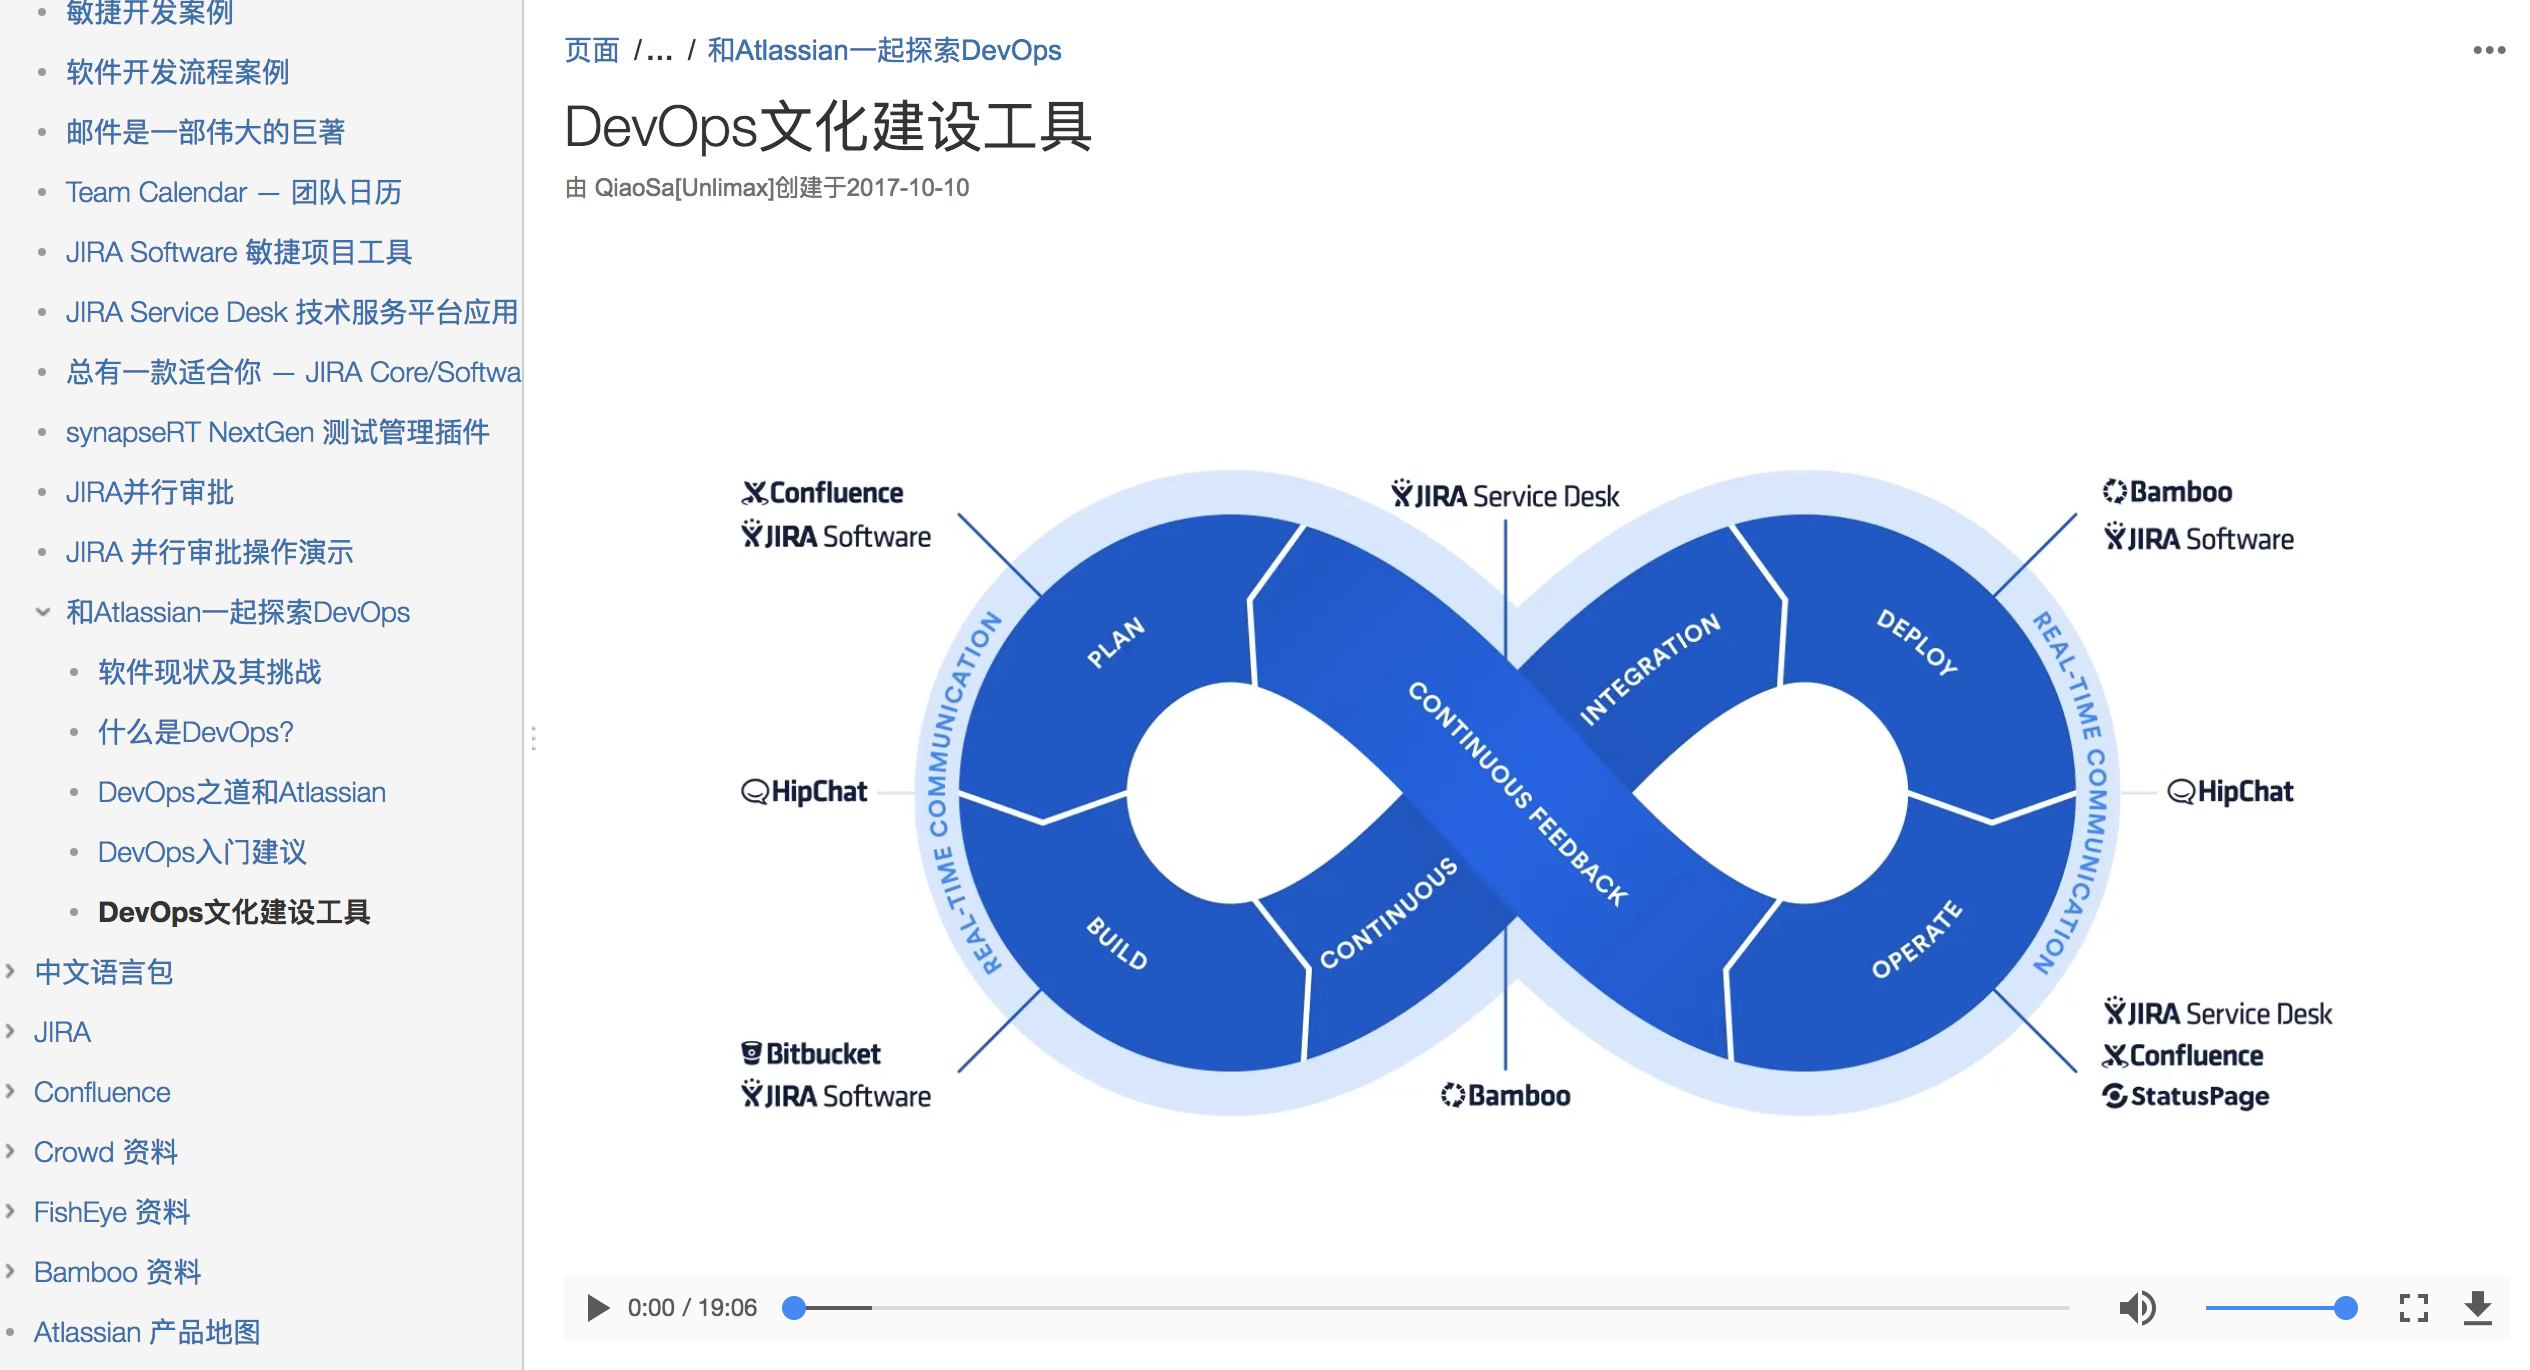 敏捷开发案例
软件开发流程案例
邮件是一部伟大的巨著
Team Calendar — 团队日历
JIRA Software 敏捷项目工具
JIRA Service Desk 技术服务平台应用
总有一款适合你 — JIRA Core/Softwa
synapseRT NextGen 测试管理插件
JIRA并行审批
JIRA 并行审批操作演示
和Atlassian一起探索DevOps
软件现状及其挑战
什么是DevOps?
DevOps之道和Atlassian
DevOps入门建议
DevOps文化建设工具
中文语言包
JIRA
Confluence
Crowd 资料
FishEye 资料
Bamboo 资料
Atlassian 产品地图
页面 /... / 和Atlassian一起探索DevOps
DevOps文化建设工具
由 QiaoSa[Unlimax]创建于2017-10-10
Confluence
JIRA Software
JIRA Service Desk
Bamboo
JIRA Software
PLAN
INTEGRATION
DEPLOY
REAL-TIME COMMUNICATION
CONTINUOUS FEEDBACK
REAL-TIME COMMUNICATION
HipChat
HipChat
BUILD
CONTINUOUS
OPERATE
Bitbucket
JIRA Software
Bamboo
JIRA Service Desk
Confluence
StatusPage
0:00 / 19:06